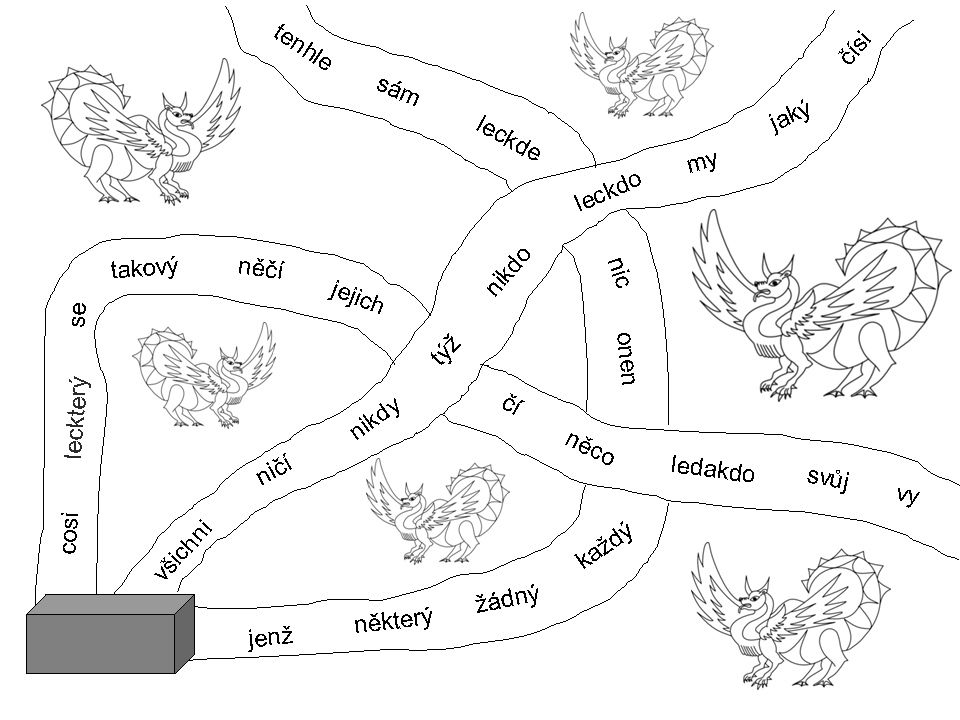 tenhle
sám
leckde
leckdo
my
jaký
čísi
takový
něčí
jejich
se
leckterý
cosi
nikdo
týž
nikdy
ničí
všichni
nic
onen
čí
něco
ledakdo
svůj
vy
jenž
některý
žádný
každý